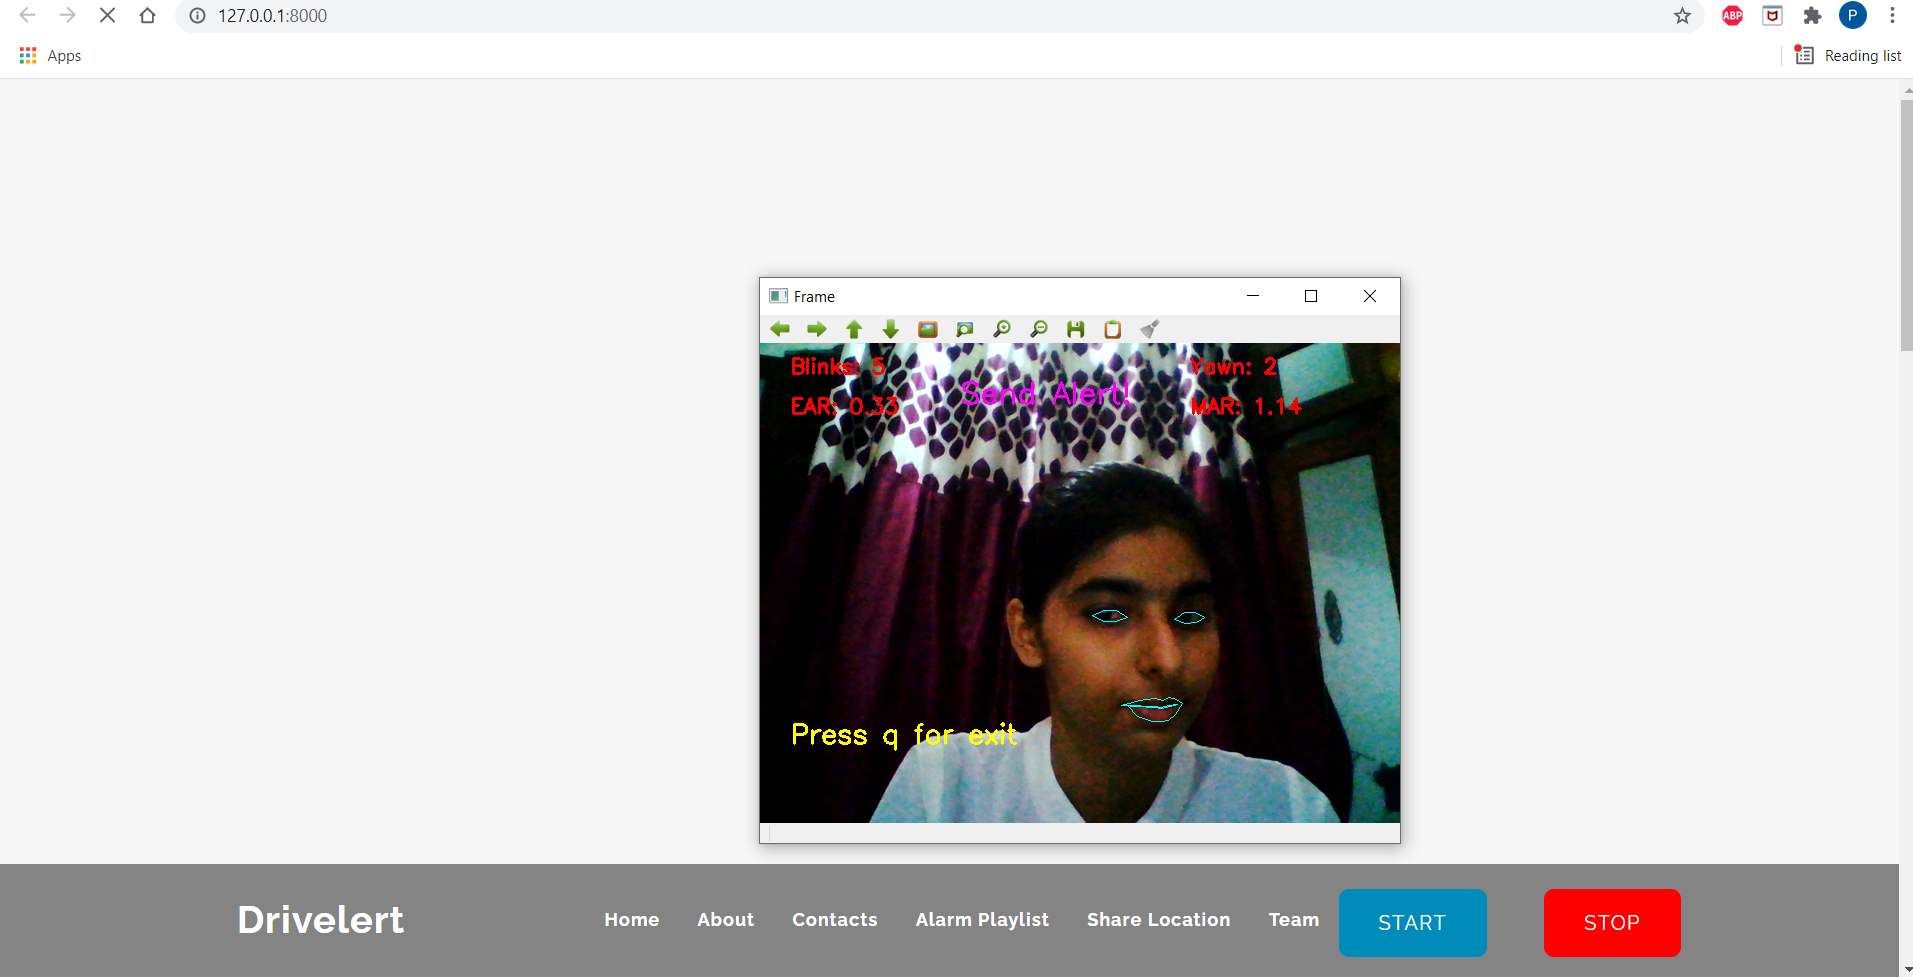 127.0.0.1:8000
ABP
P
Apps
Reading list
Frame
Blinks: 5
Yawn: 2
Send Alert!
EAR: 0.33
MAR: 1.14
Press q for exit
Drivelert
Home
About
Contacts
Alarm Playlist
Share Location
Team
START
STOP